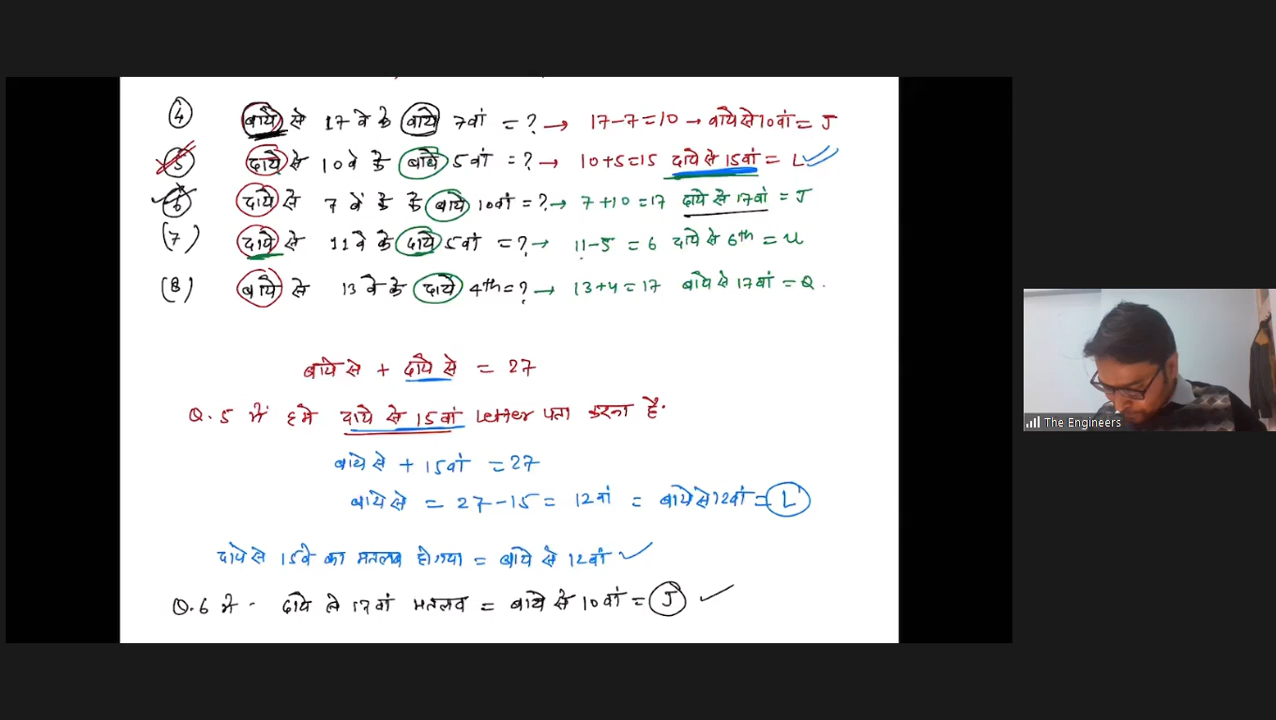 (4) बायें से 17 वे के बायें 7वां = ? → 17-7=10 → बायें से 10वां = J
(5) दायें से 10 वे के बायें 5वां = ? → 10+5=15 दायें से 15वां = L
6 दायें से 7 वें के के बायें 10वां = ? → 7+10=17 दायें से 17वां = J
(7) दायें से 11 वे के दायें 5वां = ? → 11-5 = 6 दायें से 6th = U
(8) बायें से 13 वे के दायें 4th = ? → 13+4=17 बायें से 17वां = Q.
बायें से + दायें से = 27
Q.5 में हमे दायें से 15वां Letter पता करना है.
बायें से + 15वां = 27
बायें से = 27-15 = 12वां = बायें से 12वां = L
दायें से 15वें का मतलब हो गया = बायें से 12वां
Q.6 में - दायें से 17वां मतलब = बायें से 10वां = J
The Engineers